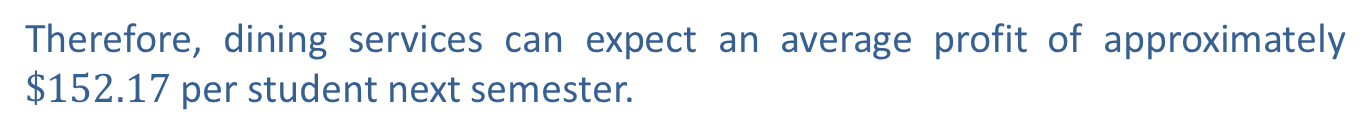 Therefore, dining services can expect an average profit of approximately
$152.17 per student next semester.